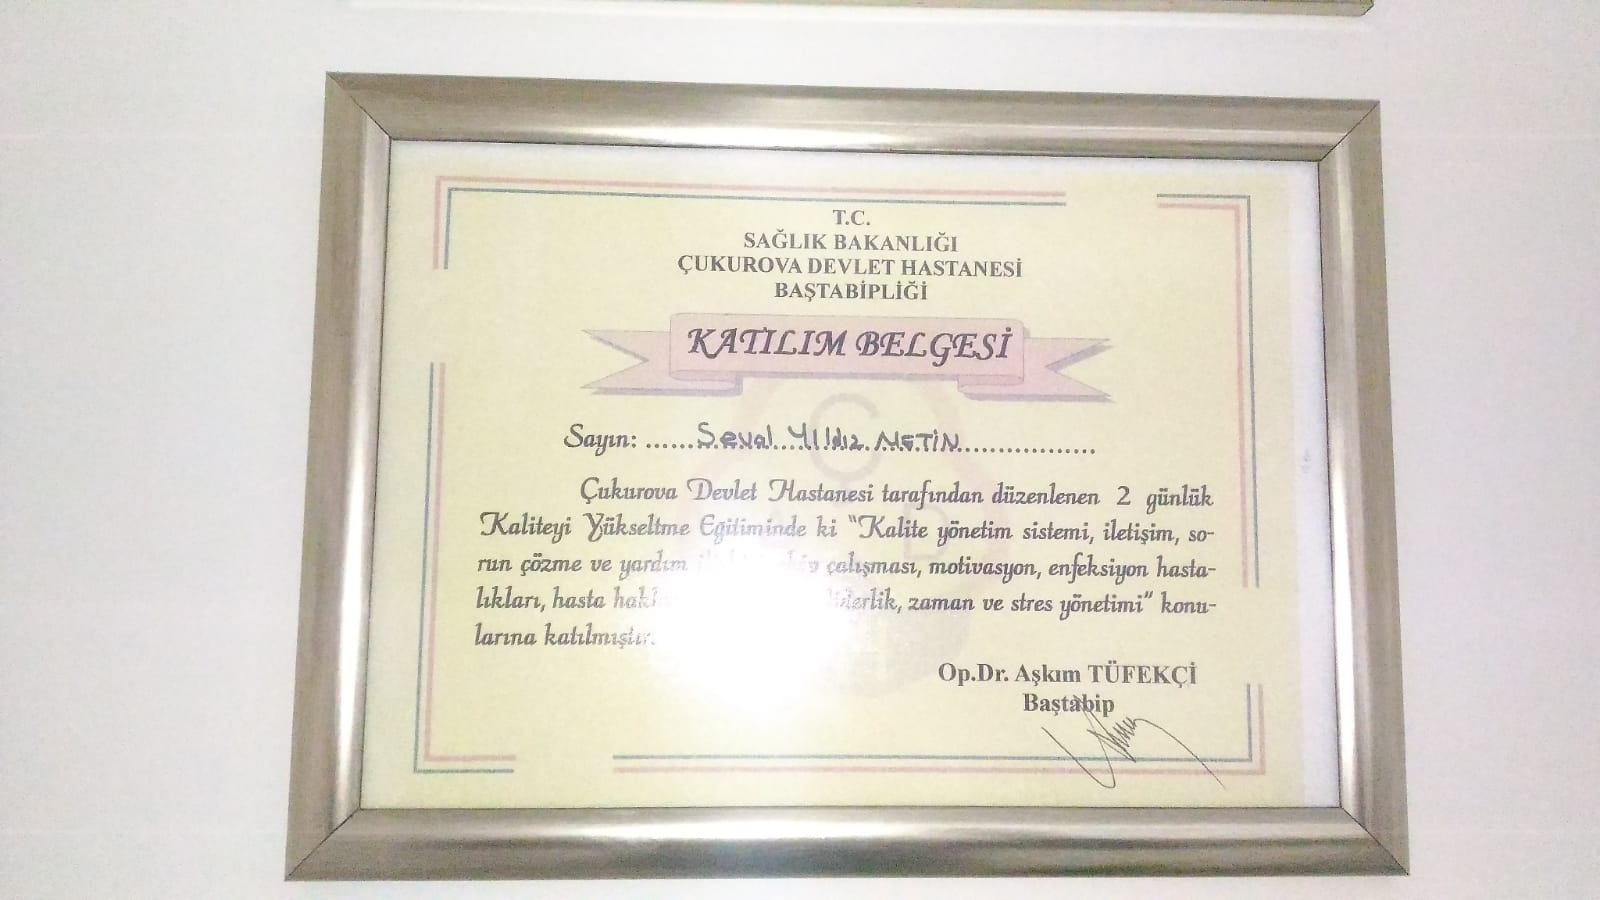 T.C.
SAĞLIK BAKANLIĞI
ÇUKUROVA DEVLET HASTANESİ
BAŞTABİPLİĞİ
KATILIM BELGESİ
Sayın: ......Seval Yıldız METİN..................
Çukurova Devlet Hastanesi tarafından düzenlenen 2 günlük
Kaliteyi Yükseltme Eğitiminde ki "Kalite yönetim sistemi, iletişim, so-
run çözme ve yardım çalışması, motivasyon, enfeksiyon hasta-
lıkları, hasta liderlik, zaman ve stres yönetimi" konu-
larına katılmıştır.
Op.Dr. Aşkım TÜFEKÇİ
Baştabip